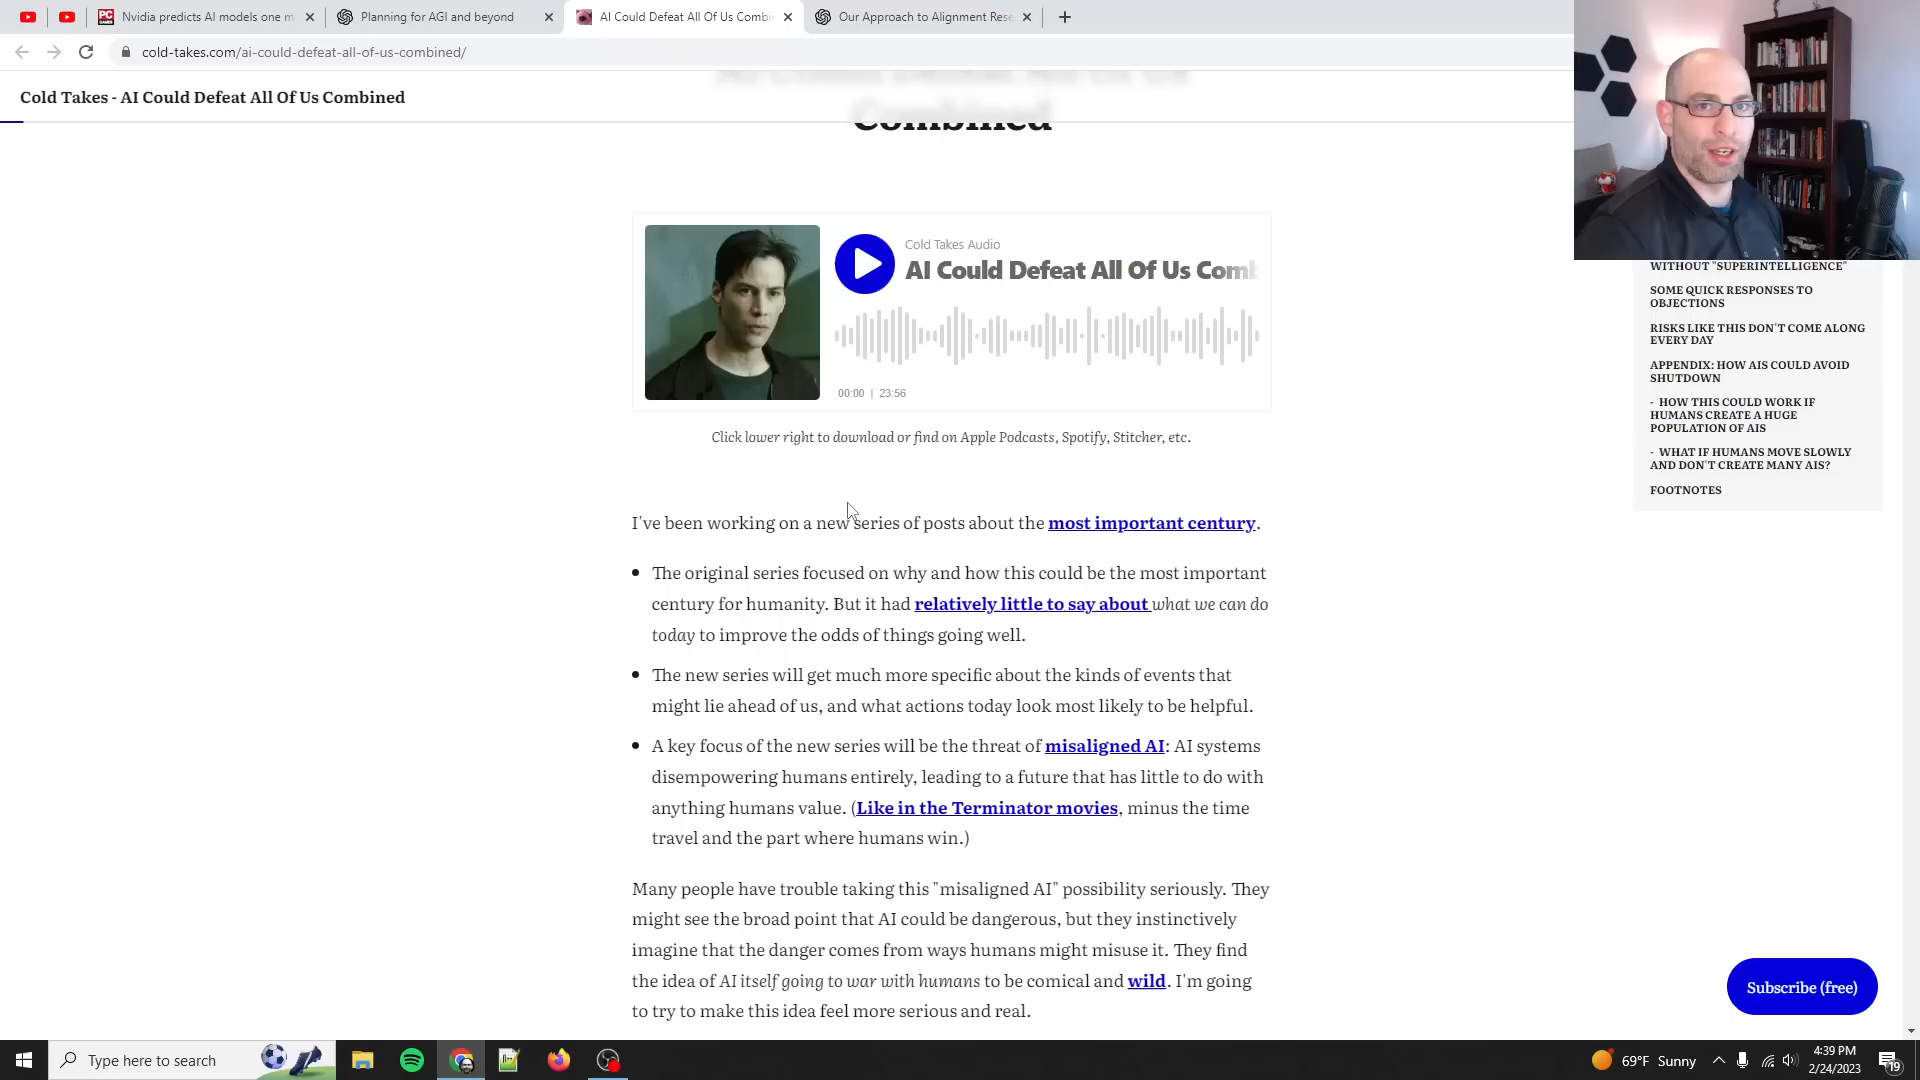 Nvidia predicts AI models one m
Planning for AGI and beyond
AI Could Defeat All Of Us Combi
Our Approach to Alignment Rese
cold-takes.com/ai-could-defeat-all-of-us-combined/
Cold Takes - AI Could Defeat All Of Us Combined
Combined
Cold Takes Audio
AI Could Defeat All Of Us Comb
00:00 | 23:56
Click lower right to download or find on Apple Podcasts, Spotify, Stitcher, etc.
I've been working on a new series of posts about the most important century.
The original series focused on why and how this could be the most important
century for humanity. But it had relatively little to say about what we can do
today to improve the odds of things going well.
The new series will get much more specific about the kinds of events that
might lie ahead of us, and what actions today look most likely to be helpful.
A key focus of the new series will be the threat of misaligned AI: AI systems
disempowering humans entirely, leading to a future that has little to do with
anything humans value. (Like in the Terminator movies, minus the time
travel and the part where humans win.)
Many people have trouble taking this "misaligned AI" possibility seriously. They
might see the broad point that AI could be dangerous, but they instinctively
imagine that the danger comes from ways humans might misuse it. They find
the idea of AI itself going to war with humans to be comical and wild. I'm going
to try to make this idea feel more serious and real.
WITHOUT "SUPERINTELLIGENCE"
SOME QUICK RESPONSES TO
OBJECTIONS
RISKS LIKE THIS DON'T COME ALONG
EVERY DAY
APPENDIX: HOW AIS COULD AVOID
SHUTDOWN
- HOW THIS COULD WORK IF
HUMANS CREATE A HUGE
POPULATION OF AIS
- WHAT IF HUMANS MOVE SLOWLY
AND DON'T CREATE MANY AIS?
FOOTNOTES
Subscribe (free)
Type here to search
69°F Sunny
4:39 PM
2/24/2023
19